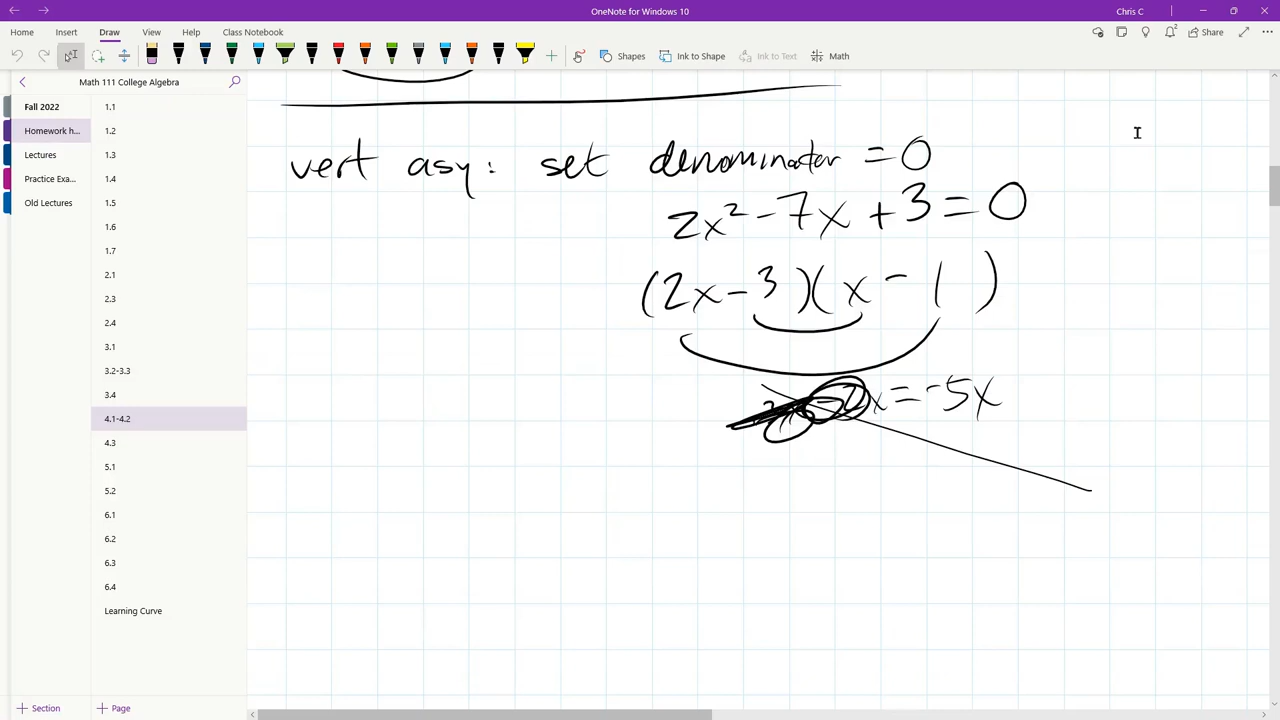 OneNote for Windows 10
Chris C
Home Insert Draw View Help Class Notebook
Share
Shapes Ink to Shape Ink to Text Math
Math 111 College Algebra
Fall 2022
Homework h...
Lectures
Practice Exa...
Old Lectures
1.1
1.2
1.3
1.4
1.5
1.6
1.7
2.1
2.3
2.4
3.1
3.2-3.3
3.4
4.1-4.2
4.3
5.1
5.2
6.1
6.2
6.3
6.4
Learning Curve
Section
Page
vert asy: set denominator = 0
2x² - 7x + 3 = 0
(2x - 3)(x - 1)
x = -5x